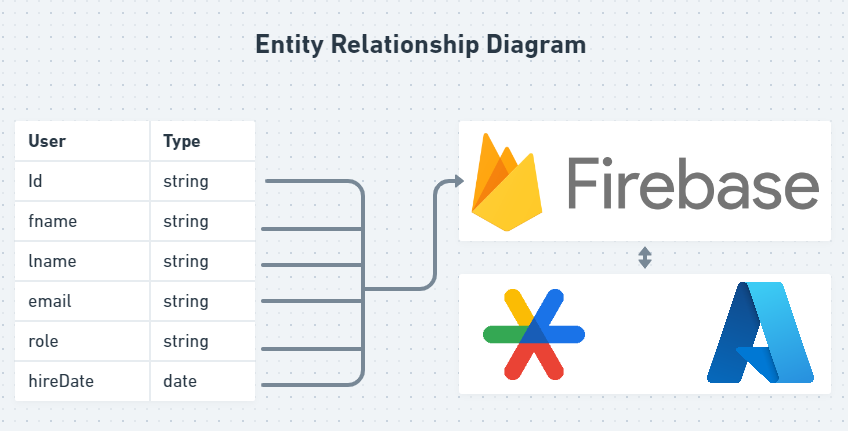 Entity Relationship Diagram
User Type
Id string
fname string
lname string
email string
role string
hireDate date
Firebase